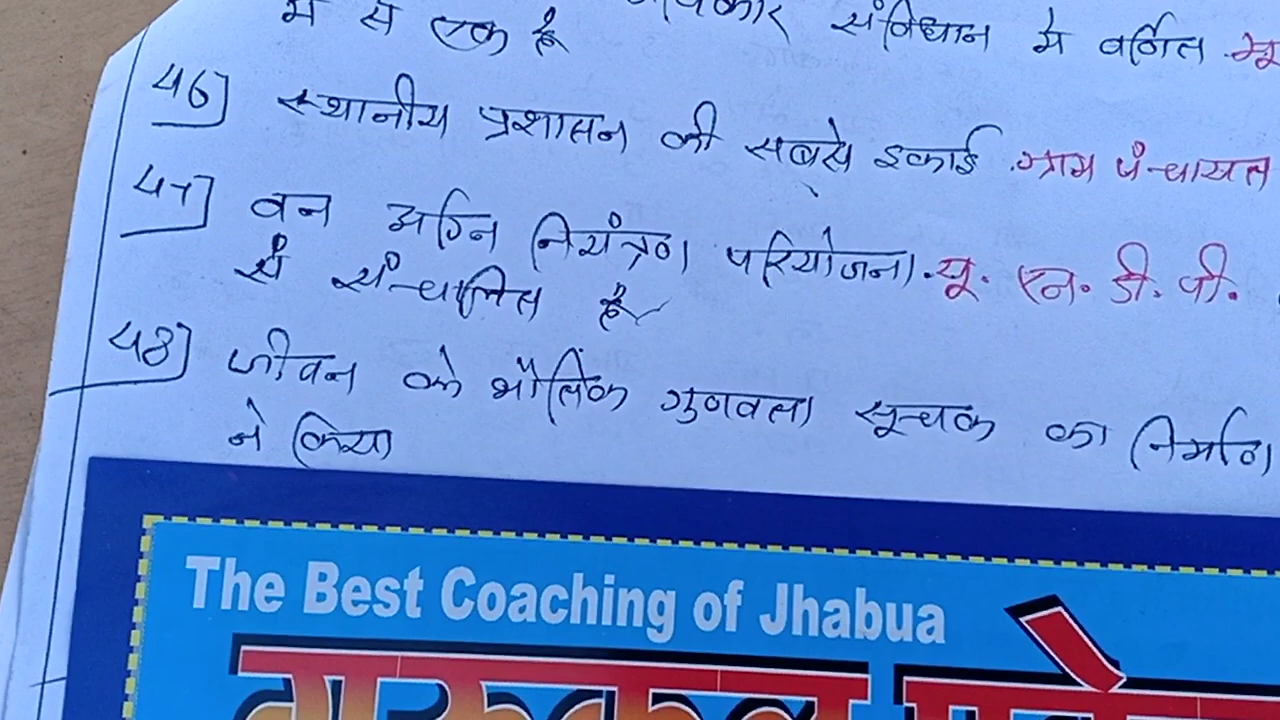 में से एक है अधिकार संविधान मे वर्णित मू
46] स्थानीय प्रशासन की सबसे इकाई ग्राम पंचायत
47] वन अग्नि नियंत्रण परियोजना यू. एन. डी. पी.
से संचालित है
48] जीवन के भौतिक गुणवत्ता सूचक का निर्माण
ने किया
The Best Coaching of Jhabua